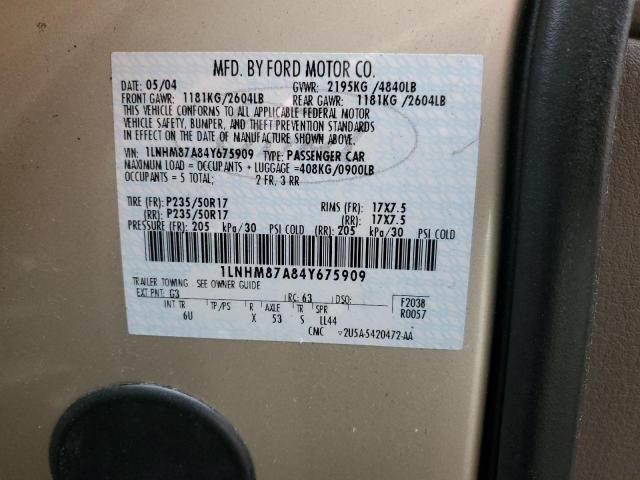 MFD. BY FORD MOTOR CO.
DATE: 05/04 GVWR: 2195KG /4840LB
FRONT GAWR: 1181KG /2604LB REAR GAWR: 1181KG /2604LB
THIS VEHICLE CONFORMS TO ALL APPLICABLE FEDERAL MOTOR
VEHICLE SAFETY, BUMPER, AND THEFT PREVENTION STANDARDS
IN EFFECT ON THE DATE OF MANUFACTURE SHOWN ABOVE.
VIN: 1LNHM87A84Y675909 TYPE: PASSENGER CAR
MAXIMUM LOAD = OCCUPANTS + LUGGAGE =408KG/0900LB
OCCUPANTS = 5 TOTAL: 2 FR, 3 RR
TIRE (FR): P235/50R17 RIMS (FR): 17X7.5
(RR): P235/50R17 (RR): 17X7.5
PRESSURE (FR): 205 kPa/30 PSI COLD (RR): 205 kPa/30 PSI COLD
1LNHM87A84Y675909
TRAILER TOWING - SEE OWNER GUIDE
EXT PNT: G3 RC: 63 DSO: F2038
INT TR TP/PS R AXLE TR SPR R0057
6U X 53 S LL44
CMC 2U5A-5420472-AA